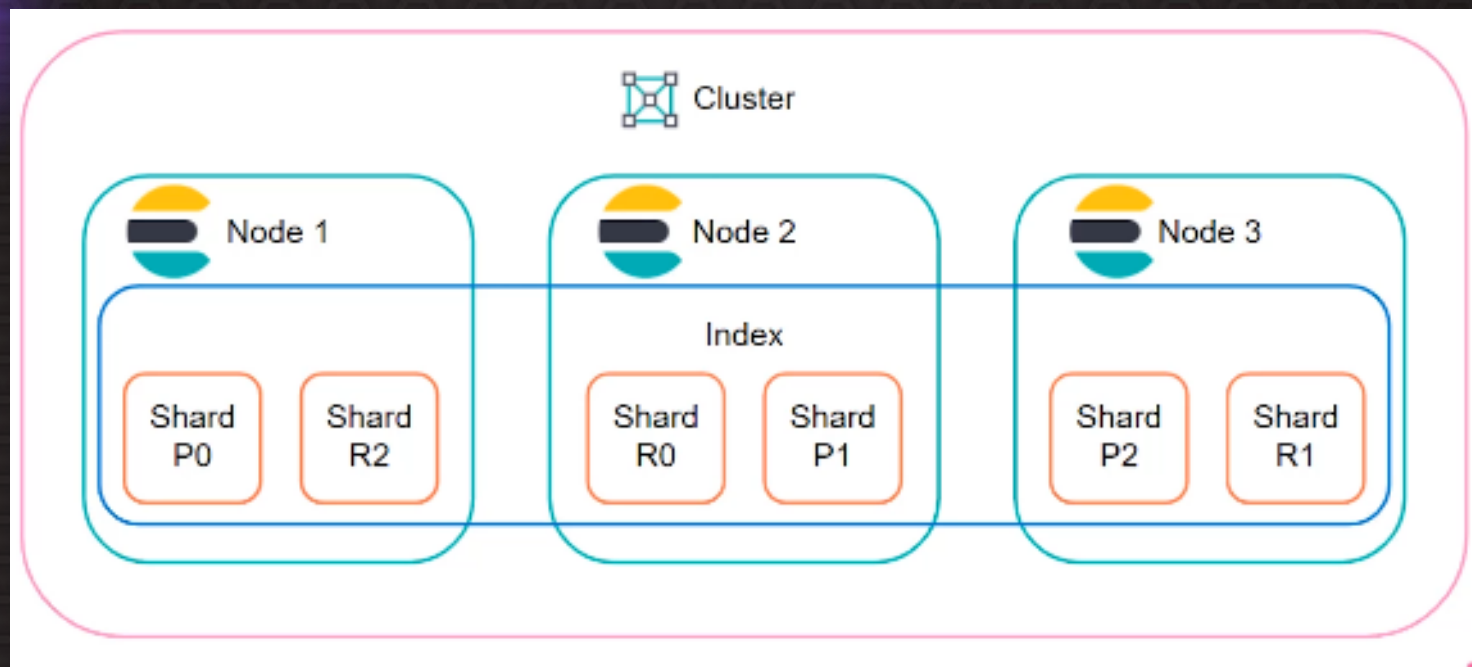 Cluster
Node 1
Node 2
Node 3
Index
Shard
P0
Shard
R2
Shard
R0
Shard
P1
Shard
P2
Shard
R1